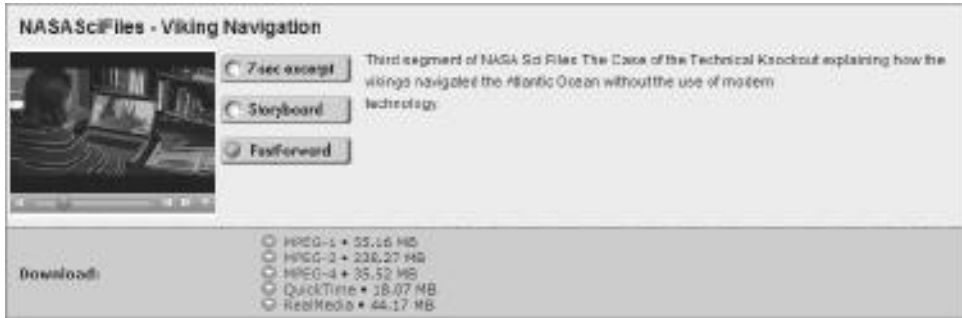 NASASciFiles - Viking Navigation
7 sec excerpt
Storyboard
FastForward
Third segment of NASA Sci Files The Case of the Technical Knockout explaining how the
vikings navigated the Atlantic Ocean without the use of modern
technology.
Download:
MPEG-1 • 55.16 MB
MPEG-2 • 236.27 MB
MPEG-4 • 35.52 MB
QuickTime • 18.07 MB
RealMedia • 44.17 MB